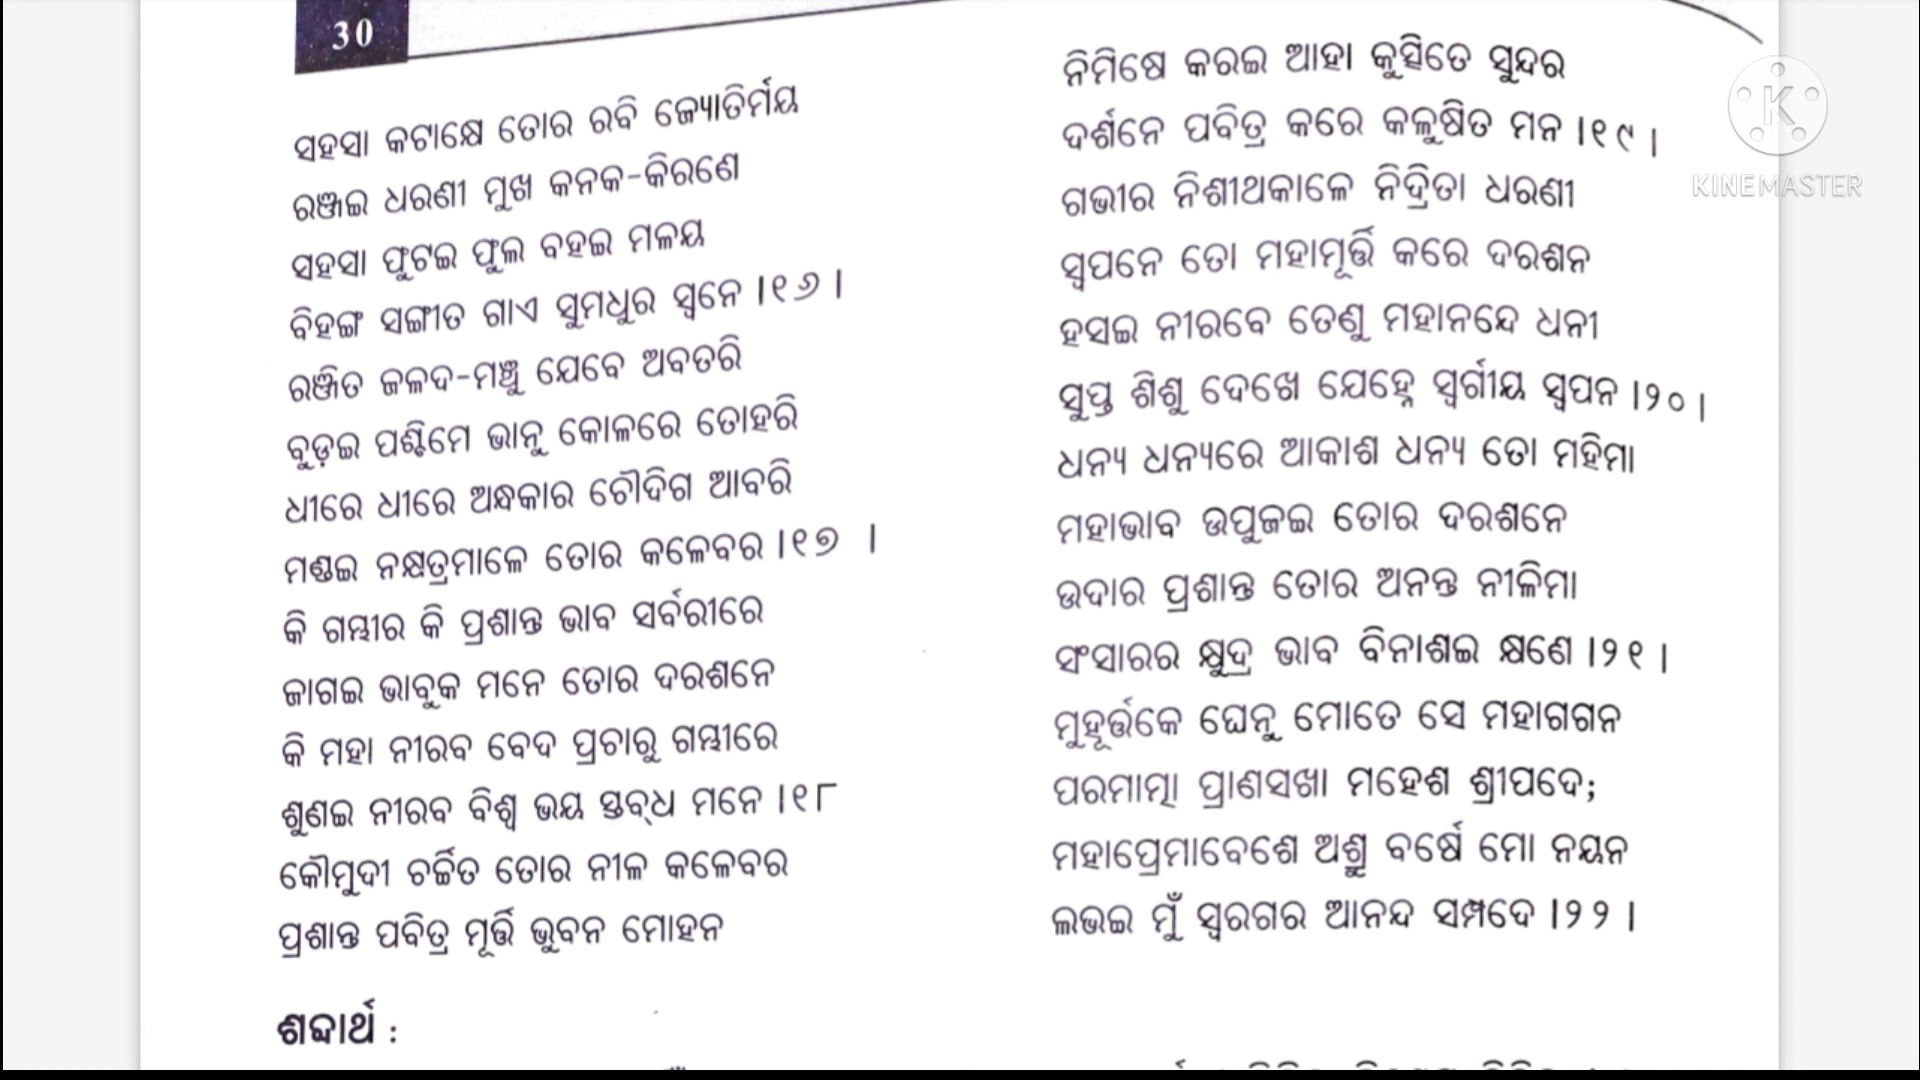 30
ସହସା କଟାକ୍ଷେ ତୋର ରବି ଜ୍ୟୋତିର୍ମୟ
ରଞ୍ଜଇ ଧରଣୀ ମୁଖ କନକ-କିରଣେ
ସହସା ଫୁଟଇ ଫୁଲ ବହଇ ମଳୟ
ବିହଙ୍ଗ ସଙ୍ଗୀତ ଗାଏ ସୁମଧୁର ସ୍ୱନେ ।୧୬ ।
ରଞ୍ଜିତ ଜଳଦ-ମଞ୍ଚୁ ଯେବେ ଅବତରି
ବୁଡ଼ଇ ପଶ୍ଚିମେ ଭାନୁ କୋଳରେ ତୋହରି
ଧୀରେ ଧୀରେ ଅନ୍ଧକାର ଚୌଦିଗ ଆବରି
ମଣ୍ଡଇ ନକ୍ଷତ୍ରମାଳେ ତୋର କଳେବର ।୧୭ ।
କି ଗମ୍ଭୀର କି ପ୍ରଶାନ୍ତ ଭାବ ସର୍ବରୀରେ
ଜାଗଇ ଭାବୁକ ମନେ ତୋର ଦରଶନେ
କି ମହା ନୀରବ ବେଦ ପ୍ରଚାରୁ ଗମ୍ଭୀରେ
ଶୁଣଇ ନୀରବ ବିଶ୍ୱ ଭୟ ସ୍ତବ୍‌ଧ ମନେ ।୧୮
କୌମୁଦୀ ଚର୍ଚ୍ଚିତ ତୋର ନୀଳ କଳେବର
ପ୍ରଶାନ୍ତ ପବିତ୍ର ମୂର୍ତ୍ତି ଭୁବନ ମୋହନ
ଶବ୍ଦାର୍ଥ :
ନିମିଷେ କରଇ ଆହା କୁତ୍ସିତେ ସୁନ୍ଦର
ଦର୍ଶନେ ପବିତ୍ର କରେ କଳୁଷିତ ମନ ।୧୯ ।
ଗଭୀର ନିଶୀଥକାଳେ ନିଦ୍ରିତା ଧରଣୀ
ସ୍ୱପନେ ତୋ ମହାମୂର୍ତ୍ତି କରେ ଦରଶନ
ହସଇ ନୀରବେ ତେଣୁ ମହାନନ୍ଦେ ଧନୀ
ସୁପ୍ତ ଶିଶୁ ଦେଖେ ଯେହ୍ନେ ସ୍ୱର୍ଗୀୟ ସ୍ୱପନ ।୨୦ ।
ଧନ୍ୟ ଧନ୍ୟରେ ଆକାଶ ଧନ୍ୟ ତୋ ମହିମା
ମହାଭାବ ଉପୁଜଇ ତୋର ଦରଶନେ
ଉଦାର ପ୍ରଶାନ୍ତ ତୋର ଅନନ୍ତ ନୀଳିମା
ସଂସାରର କ୍ଷୁଦ୍ର ଭାବ ବିନାଶଇ କ୍ଷଣେ ।୨୧ ।
ମୁହୂର୍ତ୍ତକେ ଘେନୁ ମୋତେ ସେ ମହାଗଗନ
ପରମାତ୍ମା ପ୍ରାଣସଖା ମହେଶ ଶ୍ରୀପଦେ;
ମହାପ୍ରେମାବେଶେ ଅଶ୍ରୁ ବର୍ଷେ ମୋ ନୟନ
ଲଭଇ ମୁଁ ସ୍ୱରଗର ଆନନ୍ଦ ସମ୍ପଦେ ।୨୨ ।
K
KINEMASTER